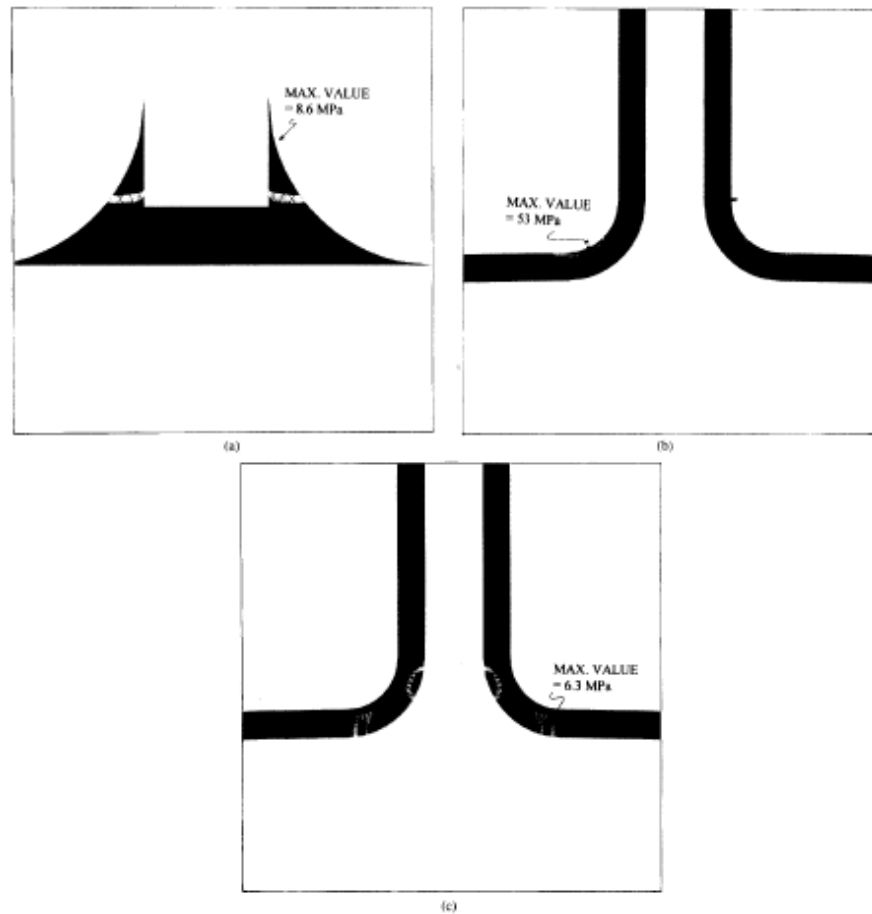 MAX. VALUE
= 8.6 MPa
(a)
MAX. VALUE
= 53 MPa
(b)
MAX. VALUE
= 6.3 MPa
(c)